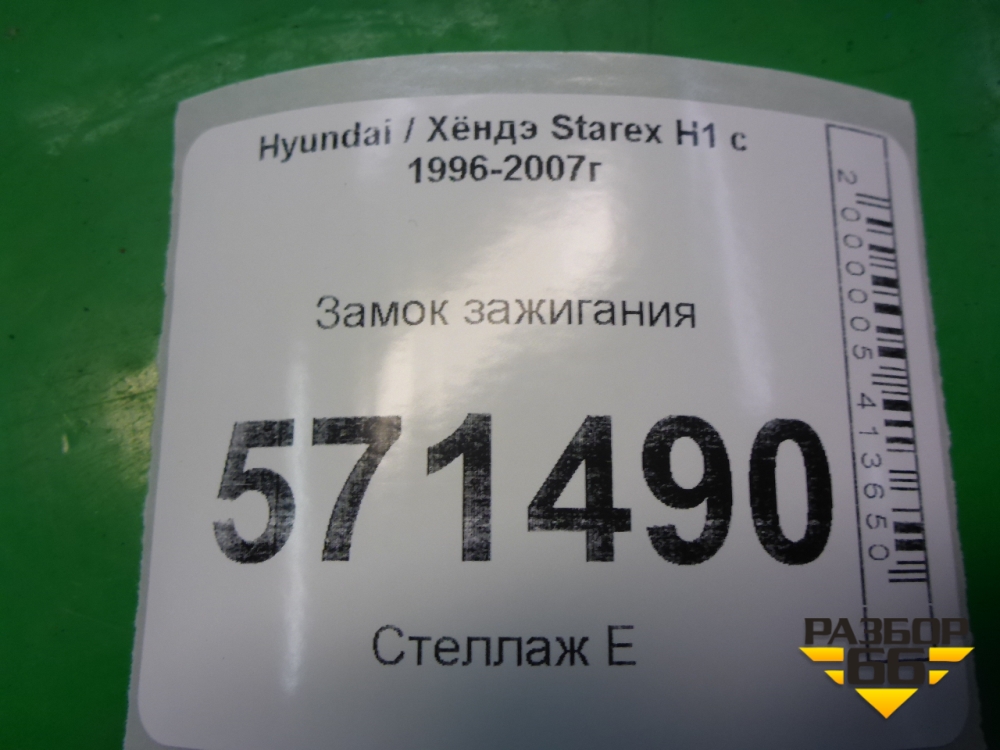 Hyundai / Хёндэ Starex H1 с
1996-2007г
Замок зажигания
571490
Стеллаж Е
2000005413650
РАЗБОР
66